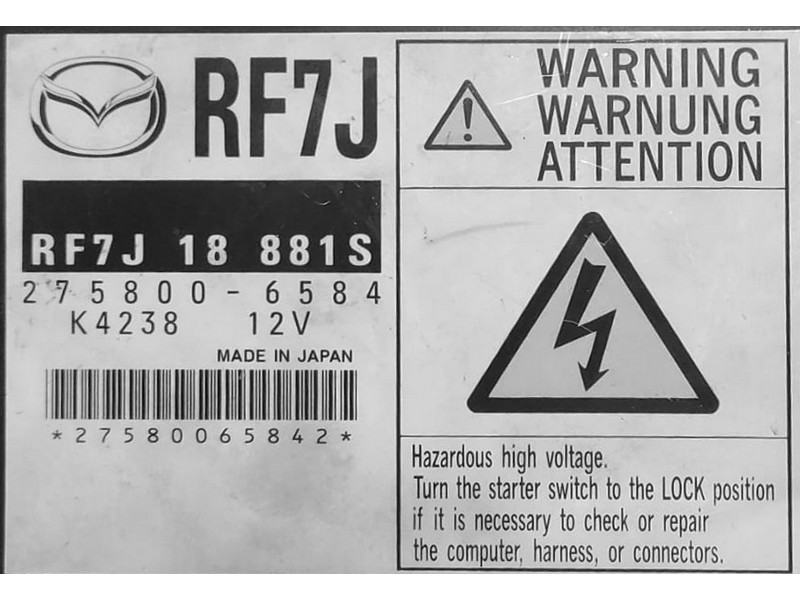 RF7J
RF7J 18 881S
275800-6584
K4238 12V
MADE IN JAPAN
*27580065842*
WARNING
WARNUNG
ATTENTION
Hazardous high voltage.
Turn the starter switch to the LOCK position
if it is necessary to check or repair
the computer, harness, or connectors.